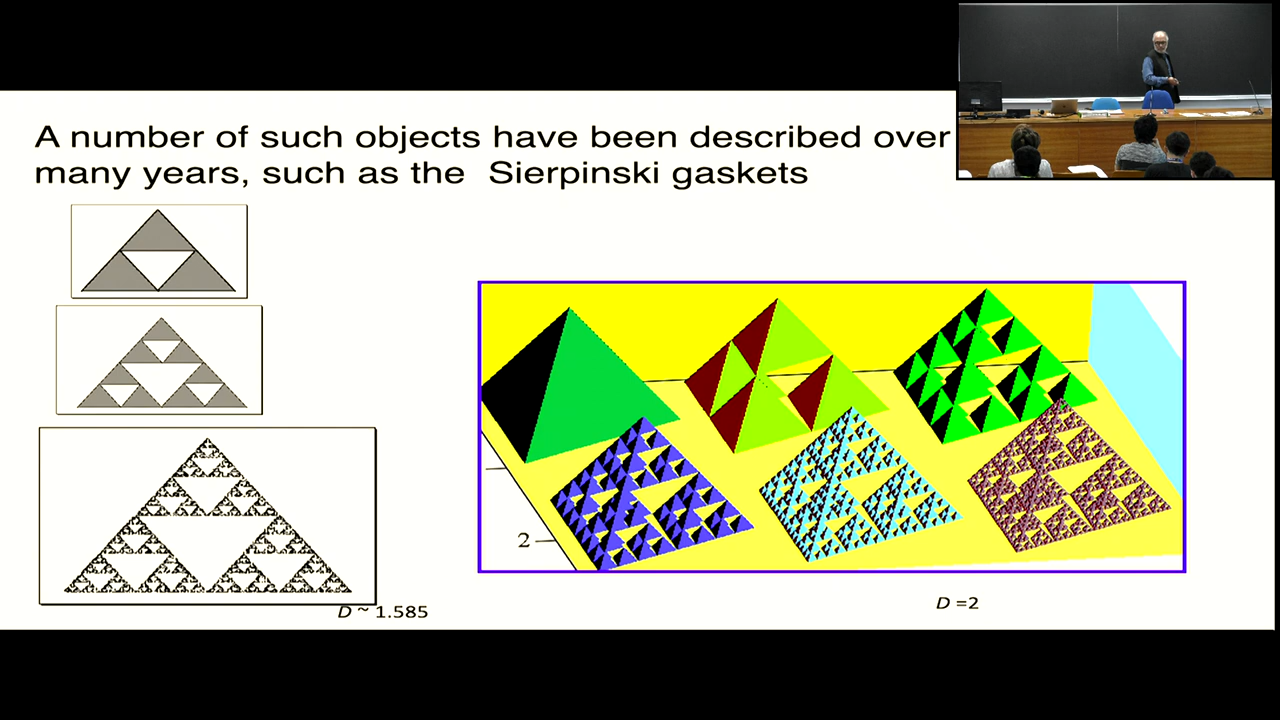 A number of such objects have been described over
many years, such as the Sierpinski gaskets
2
D ~ 1.585
D =2